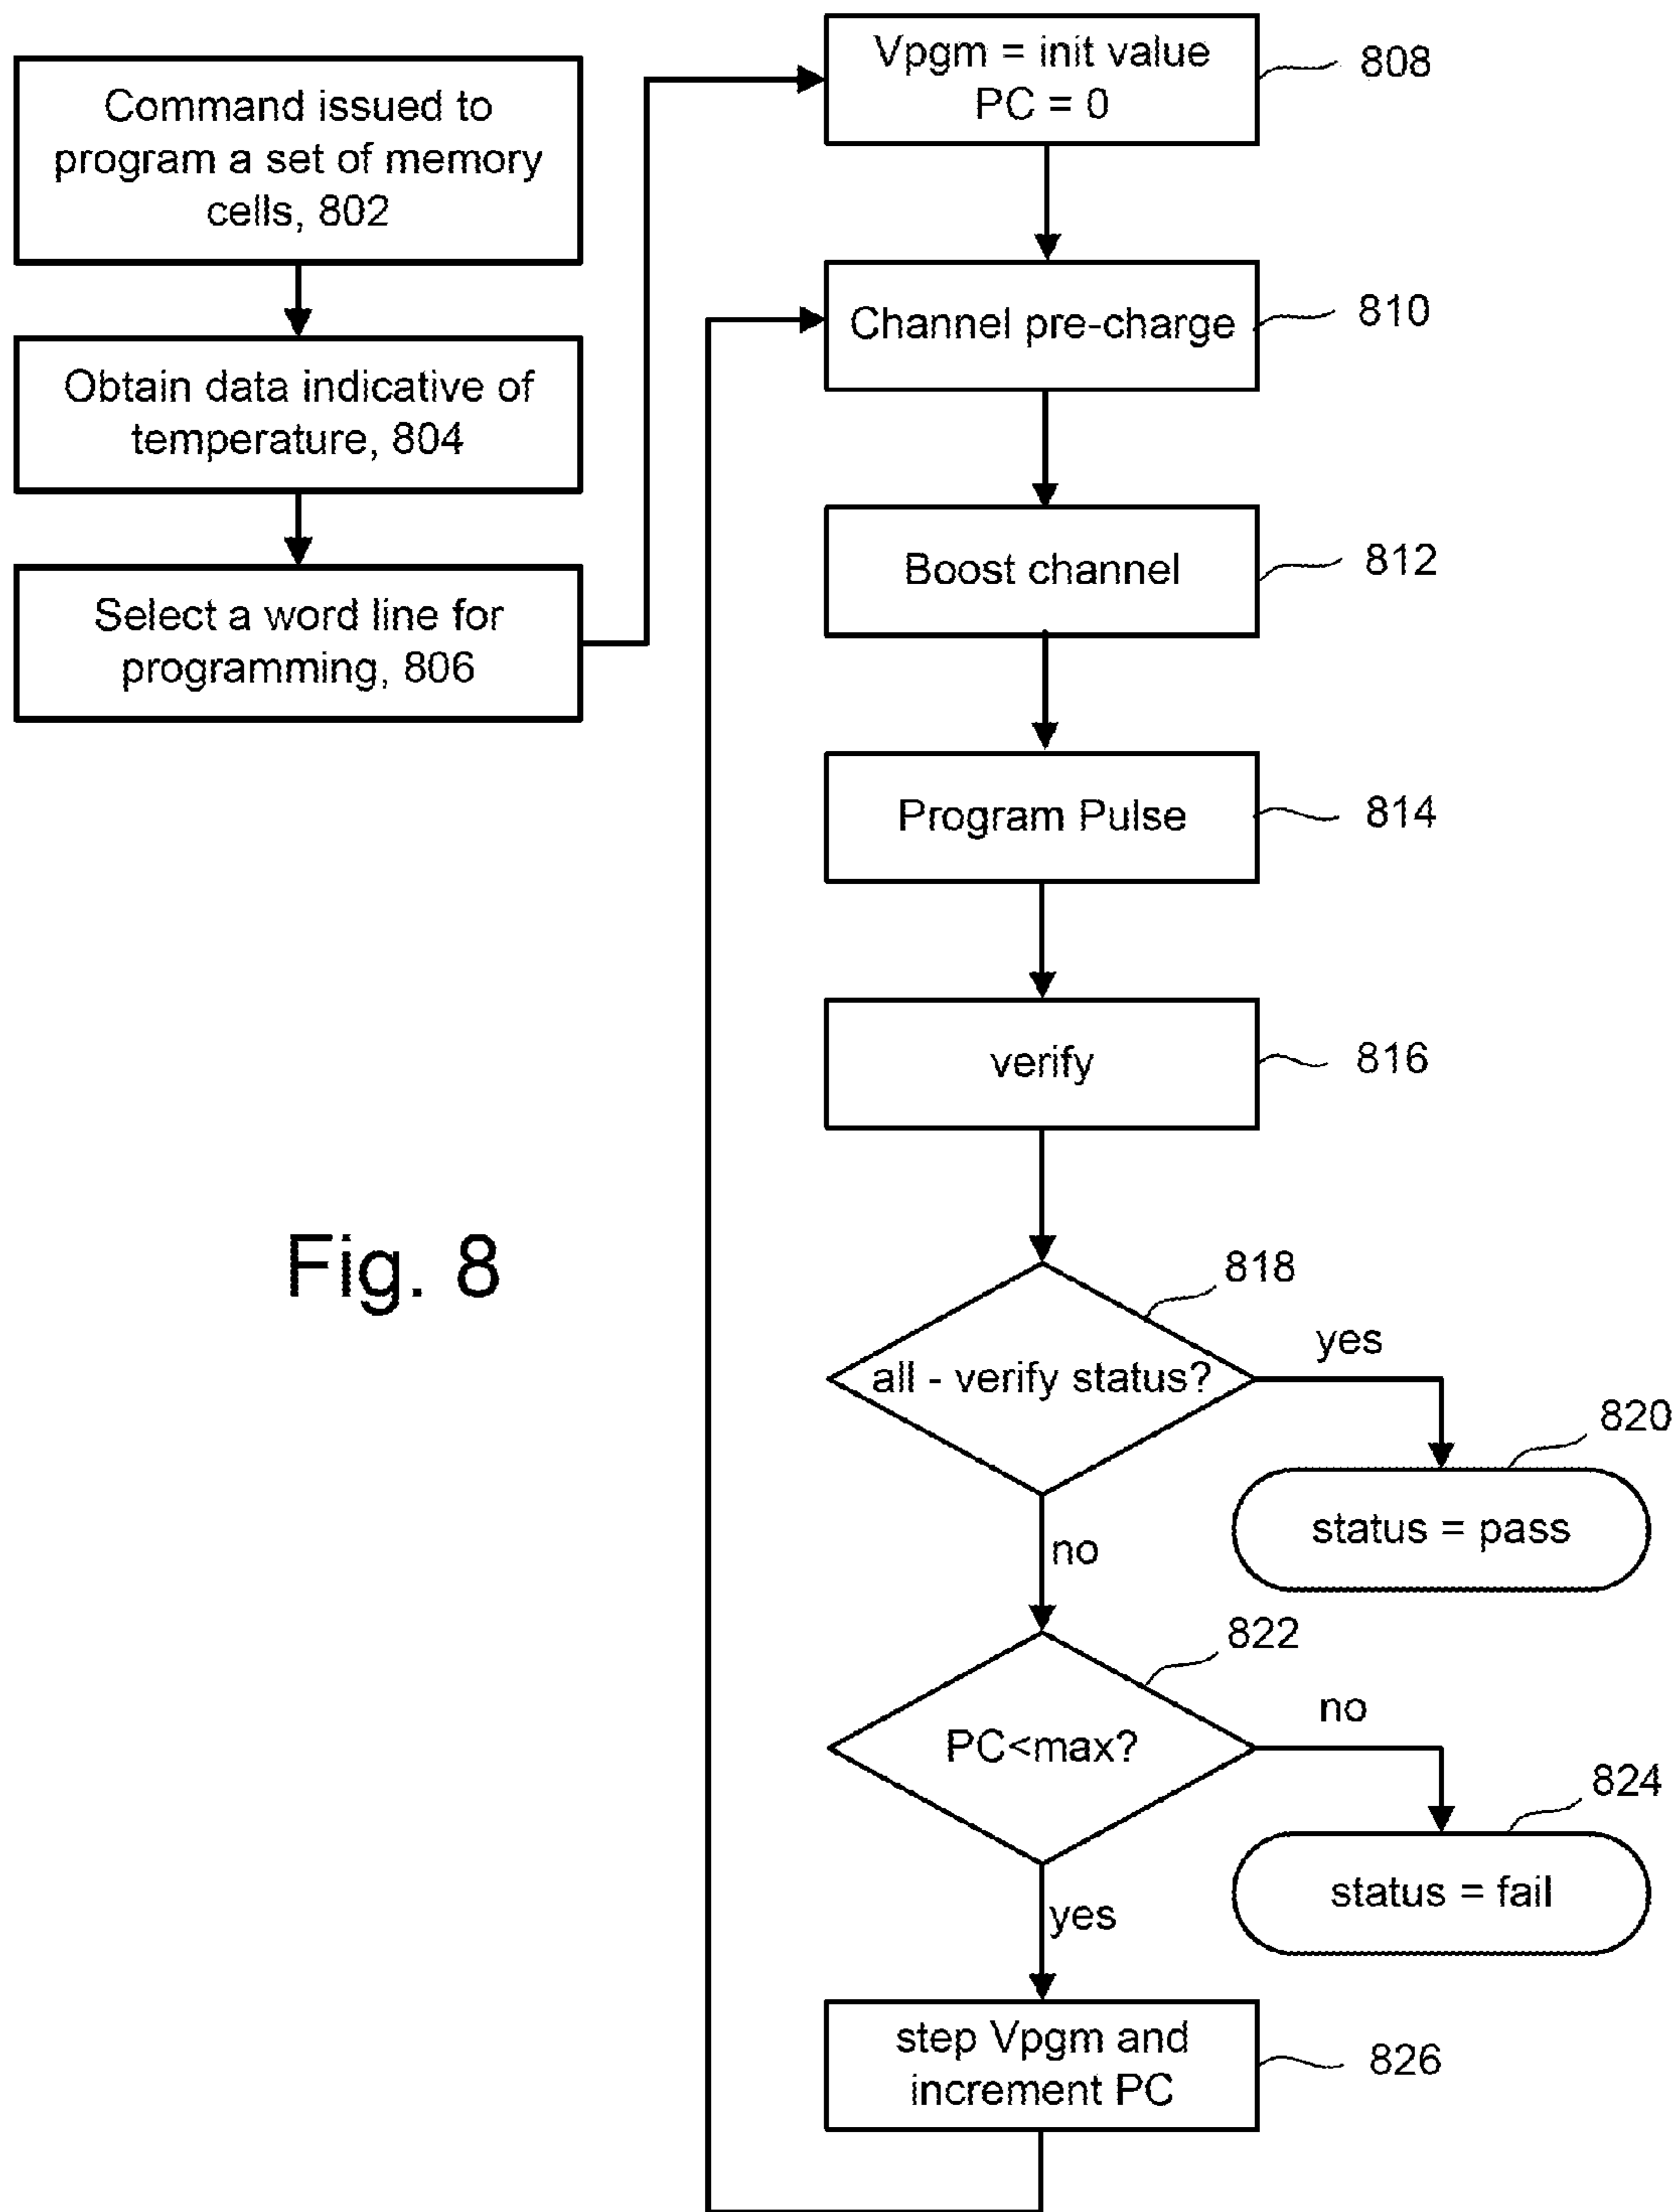 Command issued to
program a set of memory
cells, 802
Obtain data indicative of
temperature, 804
Select a word line for
programming, 806
Vpgm = init value
PC = 0
808
Channel pre-charge
810
Boost channel
812
Program Pulse
814
verify
816
818
all - verify status?
yes
820
status = pass
no
822
PC<max?
no
824
status = fail
yes
step Vpgm and
increment PC
826
Fig. 8